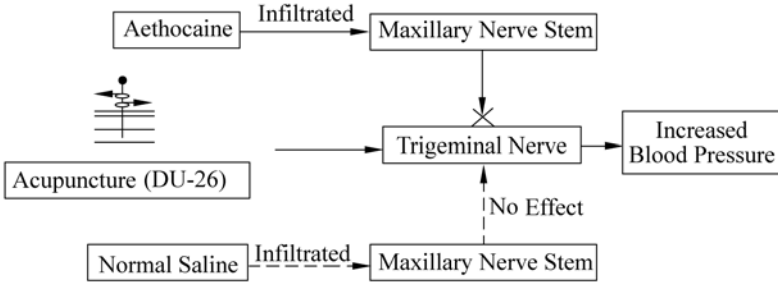 Infiltrated
Aethocaine
Maxillary Nerve Stem
Trigeminal Nerve
Increased
Blood Pressure
Acupuncture (DU-26)
No Effect
Infiltrated
Normal Saline
Maxillary Nerve Stem